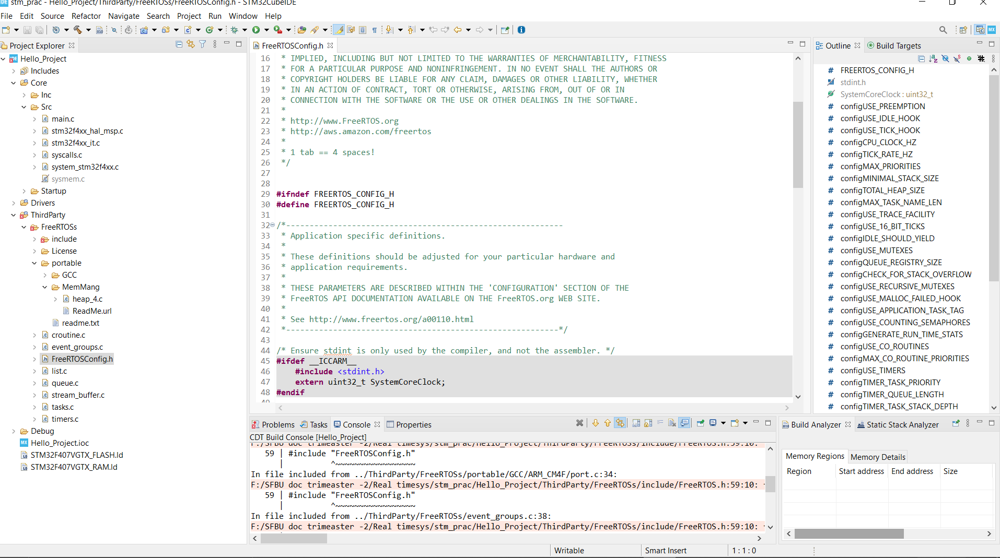 stm_prac - Hello_Project/ThirdParty/FreeRTOSs/FreeRTOSConfig.h - STM32CubeIDE
File Edit Source Refactor Navigate Search Project Run Window Help
Project Explorer
Hello_Project
Includes
Core
Inc
Src
main.c
stm32f4xx_hal_msp.c
stm32f4xx_it.c
syscalls.c
system_stm32f4xx.c
sysmem.c
Startup
Drivers
ThirdParty
FreeRTOSs
include
License
portable
GCC
MemMang
heap_4.c
ReadMe.url
readme.txt
croutine.c
event_groups.c
FreeRTOSConfig.h
list.c
queue.c
stream_buffer.c
tasks.c
timers.c
Debug
Hello_Project.ioc
STM32F407VGTX_FLASH.ld
STM32F407VGTX_RAM.ld
FreeRTOSConfig.h
16 * IMPLIED, INCLUDING BUT NOT LIMITED TO THE WARRANTIES OF MERCHANTABILITY, FITNESS
17 * FOR A PARTICULAR PURPOSE AND NONINFRINGEMENT. IN NO EVENT SHALL THE AUTHORS OR
18 * COPYRIGHT HOLDERS BE LIABLE FOR ANY CLAIM, DAMAGES OR OTHER LIABILITY, WHETHER
19 * IN AN ACTION OF CONTRACT, TORT OR OTHERWISE, ARISING FROM, OUT OF OR IN
20 * CONNECTION WITH THE SOFTWARE OR THE USE OR OTHER DEALINGS IN THE SOFTWARE.
21 *
22 * http://www.FreeRTOS.org
23 * http://aws.amazon.com/freertos
24 *
25 * 1 tab == 4 spaces!
26 */
27
28
29 #ifndef FREERTOS_CONFIG_H
30 #define FREERTOS_CONFIG_H
31
32 /*-----------------------------------------------------------
33 * Application specific definitions.
34 *
35 * These definitions should be adjusted for your particular hardware and
36 * application requirements.
37 *
38 * THESE PARAMETERS ARE DESCRIBED WITHIN THE 'CONFIGURATION' SECTION OF THE
39 * FreeRTOS API DOCUMENTATION AVAILABLE ON THE FreeRTOS.org WEB SITE.
40 *
41 * See http://www.freertos.org/a00110.html
42 *----------------------------------------------------------*/
43
44 /* Ensure stdint is only used by the compiler, and not the assembler. */
45 #ifdef __ICCARM__
46 #include <stdint.h>
47 extern uint32_t SystemCoreClock;
48 #endif
49
Outline Build Targets
FREERTOS_CONFIG_H
stdint.h
SystemCoreClock : uint32_t
configUSE_PREEMPTION
configUSE_IDLE_HOOK
configUSE_TICK_HOOK
configCPU_CLOCK_HZ
configTICK_RATE_HZ
configMAX_PRIORITIES
configMINIMAL_STACK_SIZE
configTOTAL_HEAP_SIZE
configMAX_TASK_NAME_LEN
configUSE_TRACE_FACILITY
configUSE_16_BIT_TICKS
configIDLE_SHOULD_YIELD
configUSE_MUTEXES
configQUEUE_REGISTRY_SIZE
configCHECK_FOR_STACK_OVERFLOW
configUSE_RECURSIVE_MUTEXES
configUSE_MALLOC_FAILED_HOOK
configUSE_APPLICATION_TASK_TAG
configUSE_COUNTING_SEMAPHORES
configGENERATE_RUN_TIME_STATS
configUSE_CO_ROUTINES
configMAX_CO_ROUTINE_PRIORITIES
configUSE_TIMERS
configTIMER_TASK_PRIORITY
configTIMER_QUEUE_LENGTH
configTIMER_TASK_STACK_DEPTH
Problems Tasks Console Properties
CDT Build Console [Hello_Project]
F:/SFBU doc trimeaster -2/Real timesys/stm_prac/Hello_Project/ThirdParty/FreeRTOSs/include/FreeRTOS.h:59:10:
59 | #include "FreeRTOSConfig.h"
| ^~~~~~~~~~~~~~~~~~
In file included from ../ThirdParty/FreeRTOSs/portable/GCC/ARM_CM4F/port.c:34:
F:/SFBU doc trimeaster -2/Real timesys/stm_prac/Hello_Project/ThirdParty/FreeRTOSs/include/FreeRTOS.h:59:10:
59 | #include "FreeRTOSConfig.h"
| ^~~~~~~~~~~~~~~~~~
In file included from ../ThirdParty/FreeRTOSs/event_groups.c:38:
F:/SFBU doc trimeaster -2/Real timesys/stm_prac/Hello_Project/ThirdParty/FreeRTOSs/include/FreeRTOS.h:59:10:
Build Analyzer Static Stack Analyzer
Memory Regions Memory Details
Region Start address End address Size
Writable Smart Insert 1 : 1 : 0